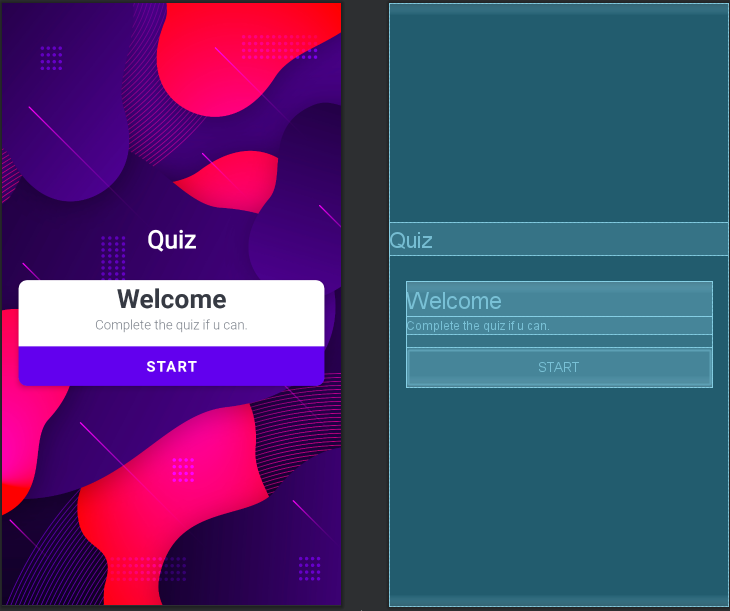 Quiz
Welcome
Complete the quiz if u can.
START
Quiz
Welcome
Complete the quiz if u can.
START